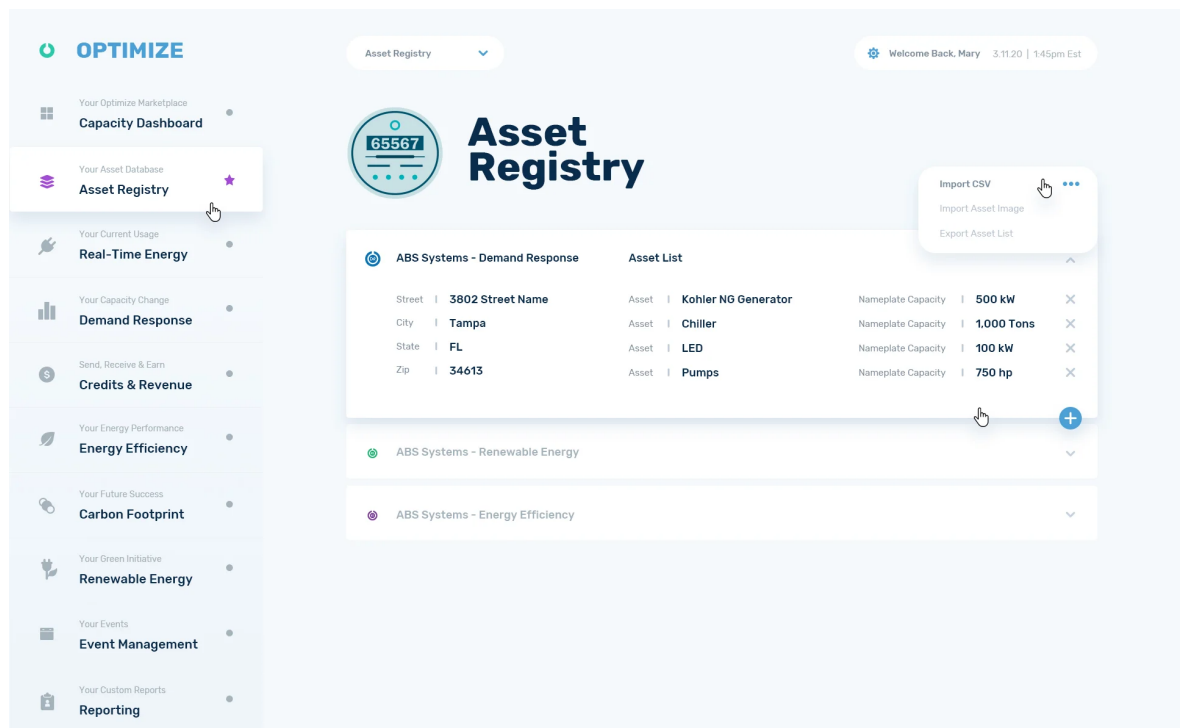 OPTIMIZE
Asset Registry
Welcome Back, Mary 3.11.20 | 1:45pm Est
Your Optimize Marketplace
Capacity Dashboard
Your Asset Database
Asset Registry
Your Current Usage
Real-Time Energy
Your Capacity Change
Demand Response
Send, Receive & Earn
Credits & Revenue
Your Energy Performance
Energy Efficiency
Your Future Success
Carbon Footprint
Your Green Initiative
Renewable Energy
Your Events
Event Management
Your Custom Reports
Reporting
65567
Asset
Registry
Import CSV
Import Asset Image
Export Asset List
ABS Systems - Demand Response
Asset List
Street | 3802 Street Name
City | Tampa
State | FL
Zip | 34613
Asset | Kohler NG Generator Nameplate Capacity | 500 kW
Asset | Chiller Nameplate Capacity | 1,000 Tons
Asset | LED Nameplate Capacity | 100 kW
Asset | Pumps Nameplate Capacity | 750 hp
ABS Systems - Renewable Energy
ABS Systems - Energy Efficiency